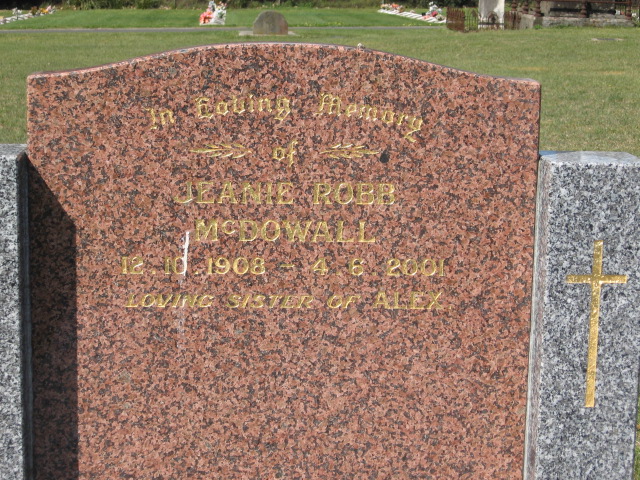 In Loving Memory
of
JEANIE ROBB
McDOWALL
12.10.1908 - 4.6.2001
LOVING SISTER OF ALEX